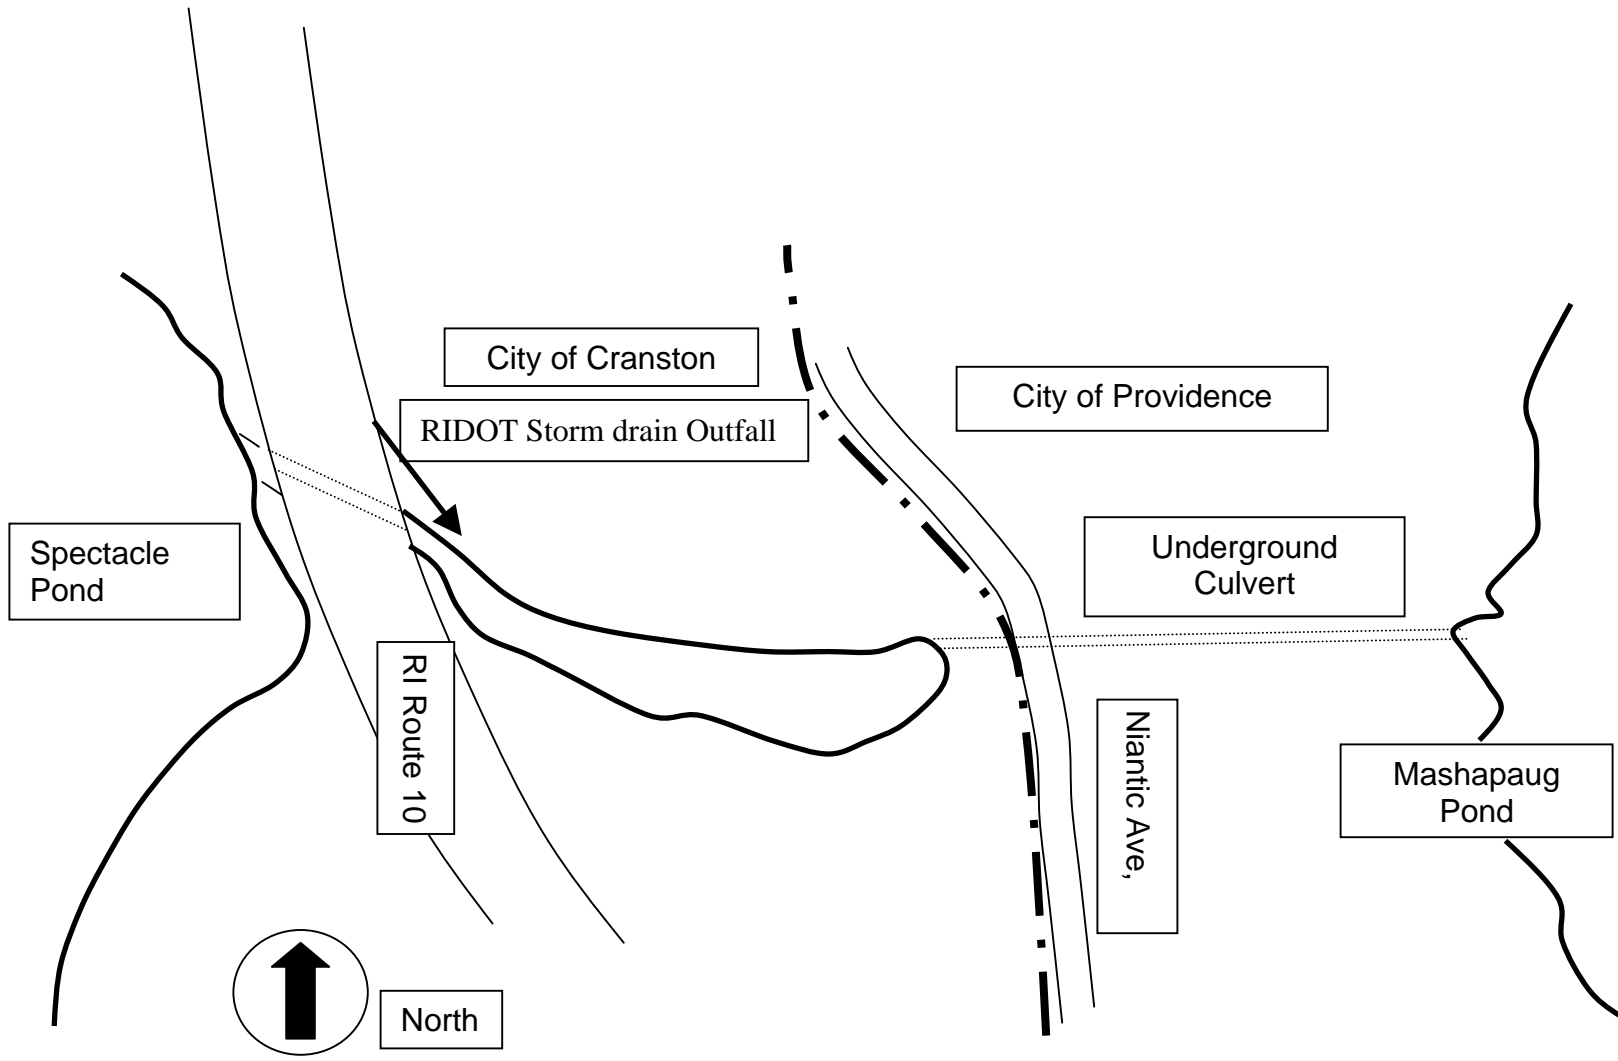 City of Cranston
City of Providence
RIDOT Storm drain Outfall
Spectacle
Pond
Underground
Culvert
RI Route 10
Niantic Ave,
Mashapaug
Pond
North